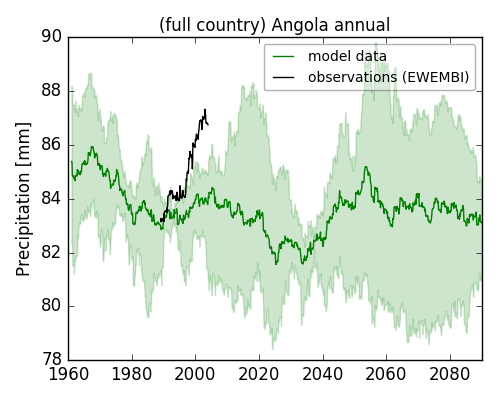 (full country) Angola annual
Precipitation [mm]
90
88
86
84
82
80
78
model data
observations (EWEMBI)
1960 1980 2000 2020 2040 2060 2080